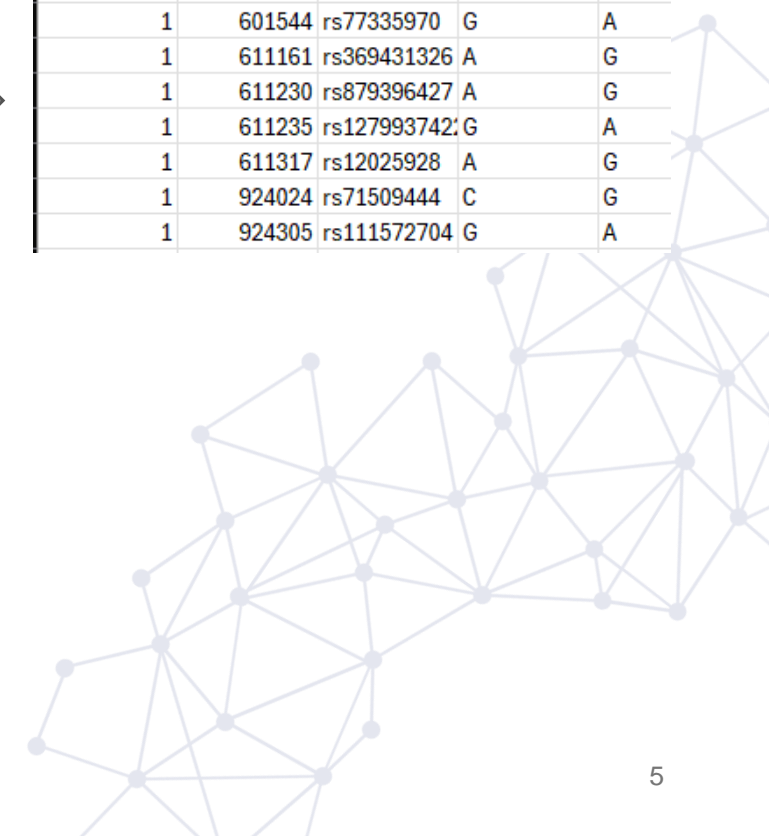 1 601544 rs77335970 G A
1 611161 rs369431326 A G
1 611230 rs879396427 A G
1 611235 G A
1 611317 rs12025928 A G
1 924024 rs71509444 C G
1 924305 rs111572704 G A
5